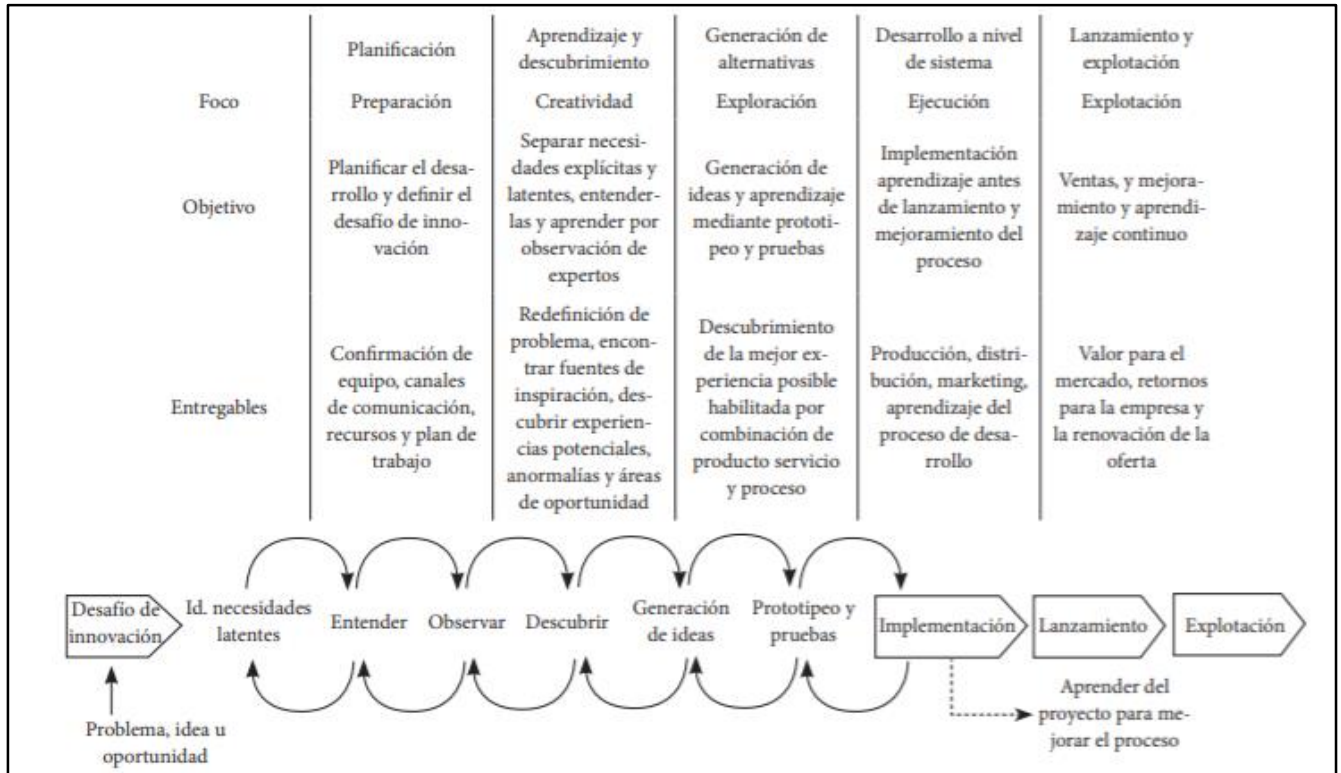 Planificación
Aprendizaje y
descubrimiento
Generación de
alternativas
Desarrollo a nivel
de sistema
Lanzamiento y
explotación
Foco
Preparación
Creatividad
Exploración
Ejecución
Explotación
Objetivo
Planificar el desa-
rrollo y definir el
desafío de inno-
vación
Separar necesi-
dades explícitas y
latentes, entender-
las y aprender por
observación de
expertos
Generación de
ideas y aprendizaje
mediante prototi-
peo y pruebas
Implementación
aprendizaje antes
de lanzamiento y
mejoramiento del
proceso
Ventas, y mejora-
miento y aprendi-
zaje continuo
Entregables
Confirmación de
equipo, canales
de comunicación,
recursos y plan de
trabajo
Redefinición de
problema, encon-
trar fuentes de
inspiración, des-
cubrir experien-
cias potenciales,
anormalías y áreas
de oportunidad
Descubrimiento
de la mejor ex-
periencia posible
habilitada por
combinación de
producto servicio
y proceso
Producción, distri-
bución, marketing,
aprendizaje del
proceso de desa-
rrollo
Valor para el
mercado, retornos
para la empresa y
la renovación de la
oferta
Desafío de
innovación
Id. necesidades
latentes
Entender
Observar
Descubrir
Generación
de ideas
Prototipeo y
pruebas
Implementación
Lanzamiento
Explotación
Problema, idea u
oportunidad
Aprender del
proyecto para me-
jorar el proceso